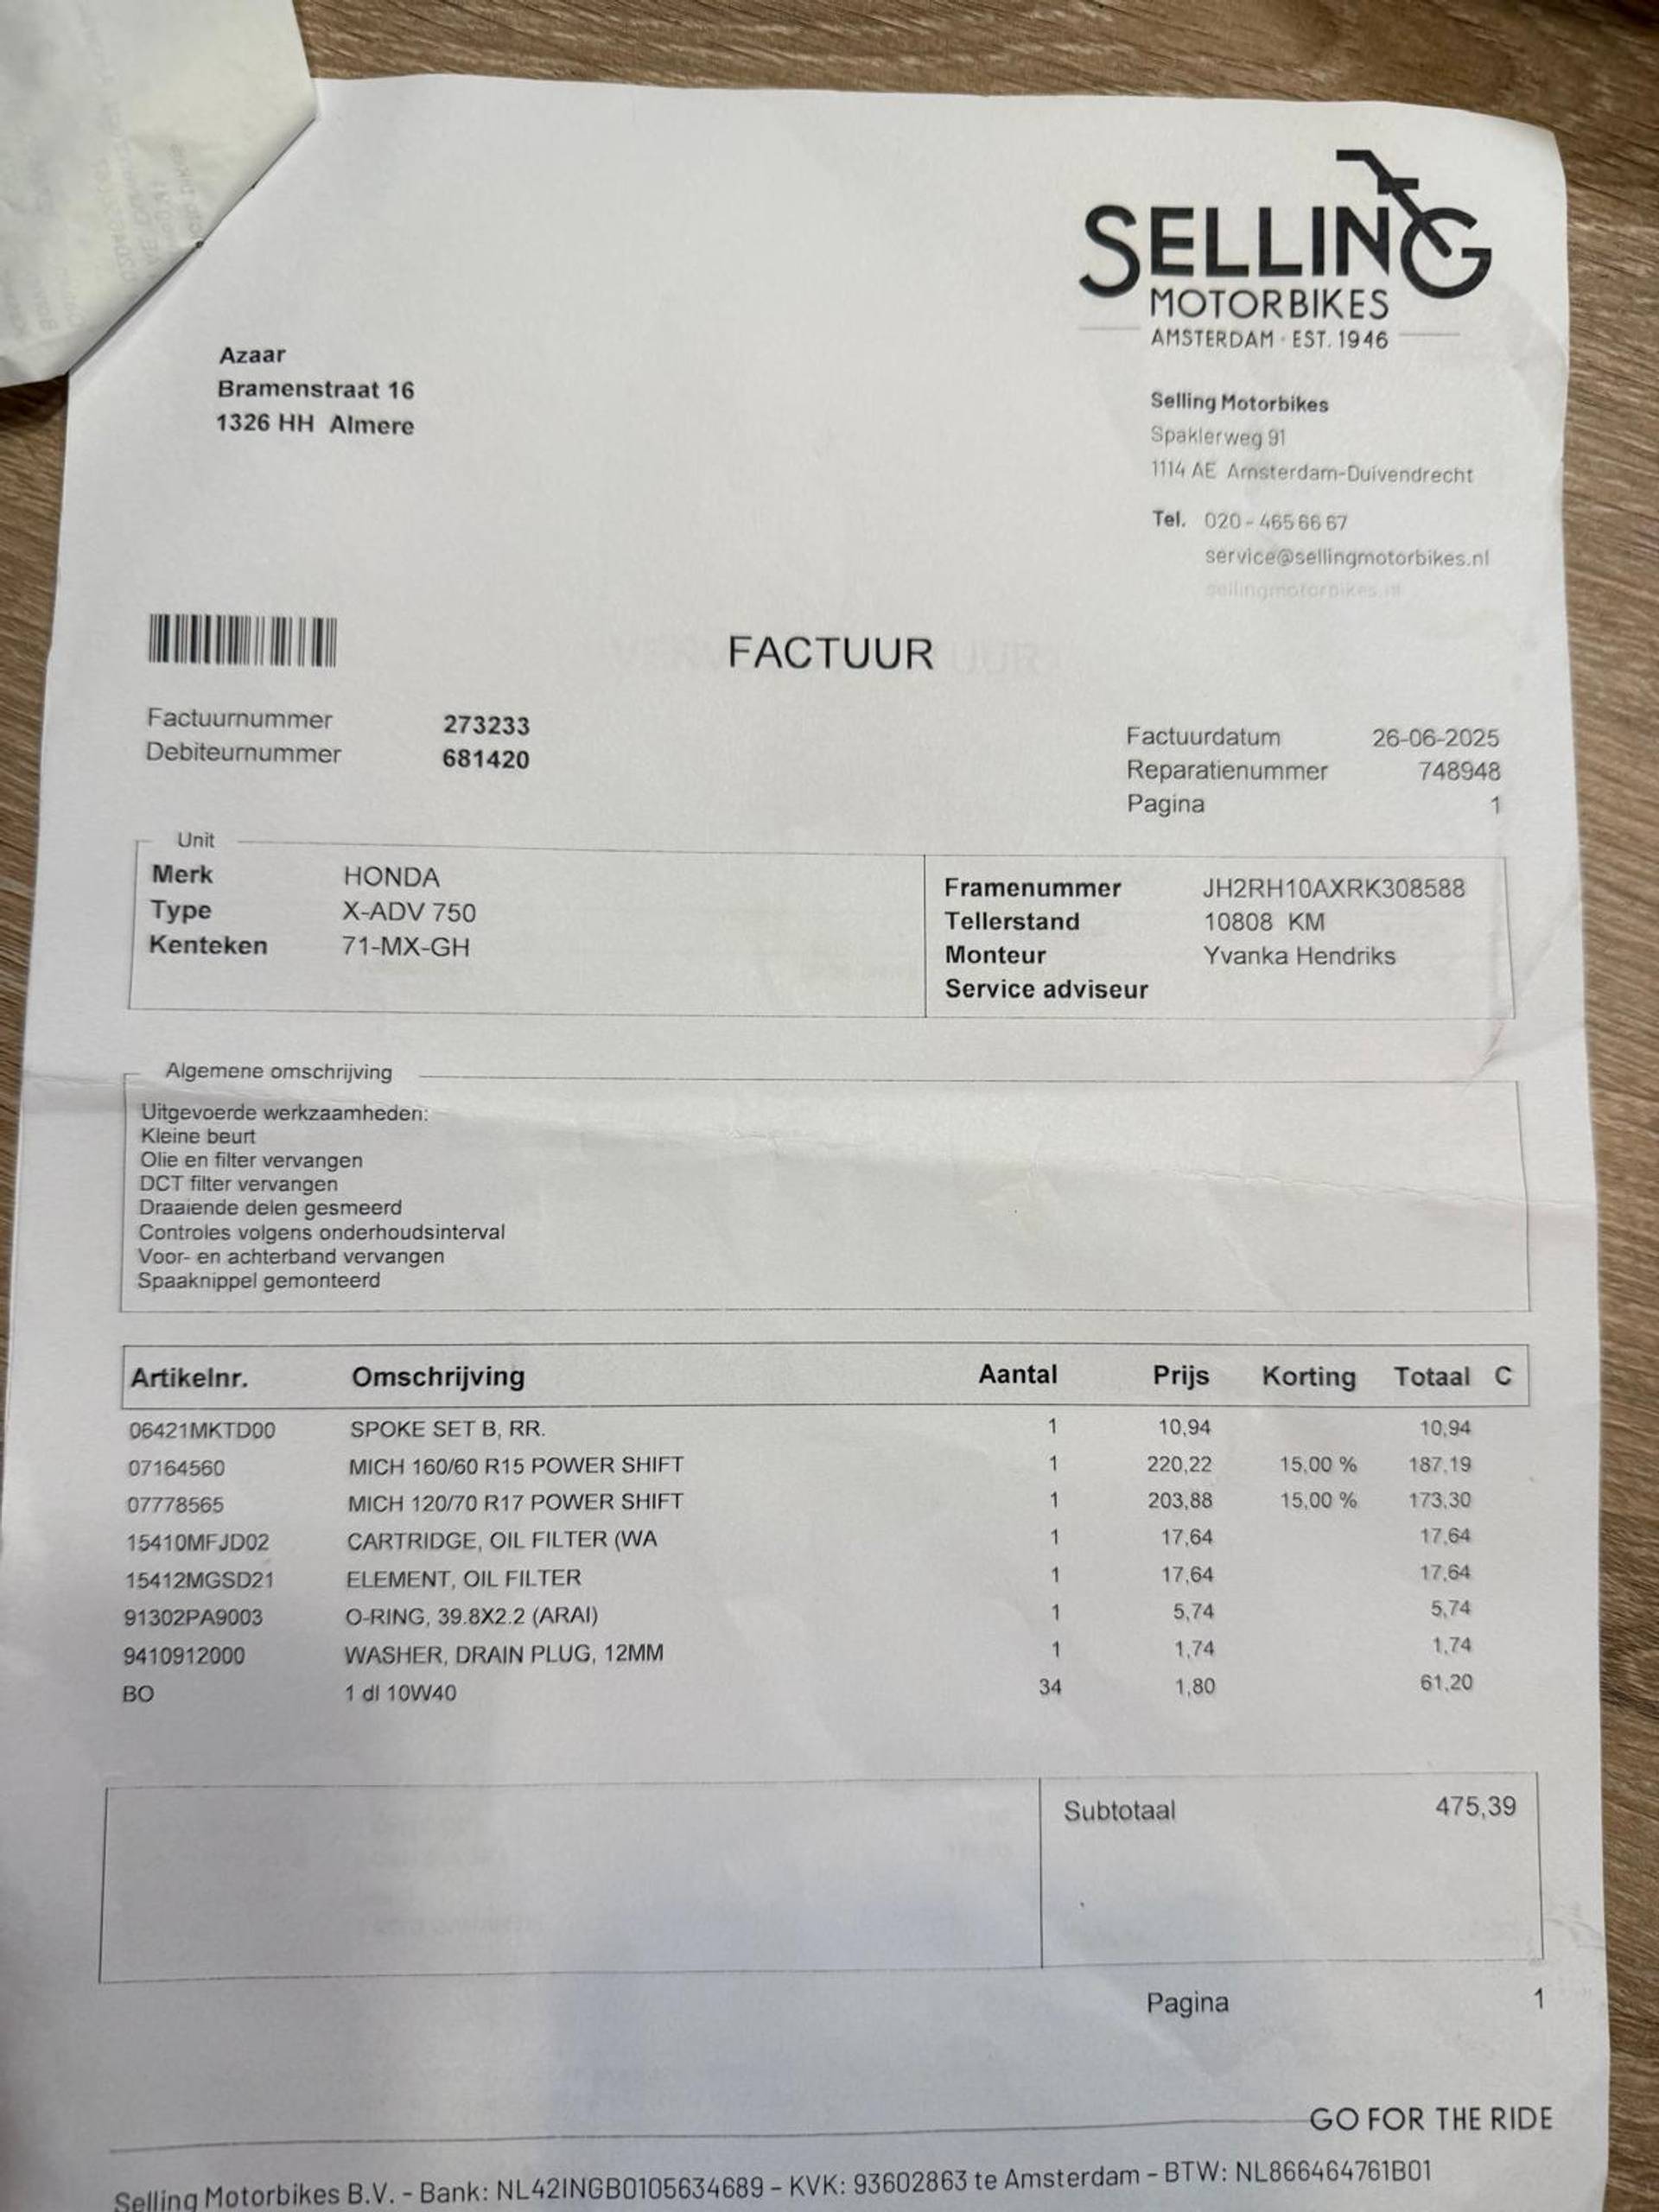 SELLING
MOTORBIKES
AMSTERDAM · EST. 1946
Azaar
Bramenstraat 16
1326 HH Almere
Selling Motorbikes
Spaklerweg 91
1114 AE Amsterdam-Duivendrecht
Tel. 020 - 465 66 67
service@sellingmotorbikes.nl
sellingmotorbikes.nl
FACTUUR
Factuurnummer 273233
Debiteurnummer 681420
Factuurdatum 26-06-2025
Reparatienummer 748948
Pagina 1
Unit
Merk HONDA
Type X-ADV 750
Kenteken 71-MX-GH
Framenummer JH2RH10AXRK308588
Tellerstand 10808 KM
Monteur Yvanka Hendriks
Service adviseur
Algemene omschrijving
Uitgevoerde werkzaamheden:
Kleine beurt
Olie en filter vervangen
DCT filter vervangen
Draaiende delen gesmeerd
Controles volgens onderhoudsinterval
Voor- en achterband vervangen
Spaaknippel gemonteerd
Artikelnr. Omschrijving Aantal Prijs Korting Totaal C
06421MKTD00 SPOKE SET B, RR. 1 10,94 10,94
07164560 MICH 160/60 R15 POWER SHIFT 1 220,22 15,00 % 187,19
07778565 MICH 120/70 R17 POWER SHIFT 1 203,88 15,00 % 173,30
15410MFJD02 CARTRIDGE, OIL FILTER (WA 1 17,64 17,64
15412MGSD21 ELEMENT, OIL FILTER 1 17,64 17,64
91302PA9003 O-RING, 39.8X2.2 (ARAI) 1 5,74 5,74
9410912000 WASHER, DRAIN PLUG, 12MM 1 1,74 1,74
BO 1 dl 10W40 34 1,80 61,20
Subtotaal 475,39
Pagina 1
GO FOR THE RIDE
Selling Motorbikes B.V. - Bank: NL42INGB0105634689 - KVK: 93602863 te Amsterdam - BTW: NL866464761B01